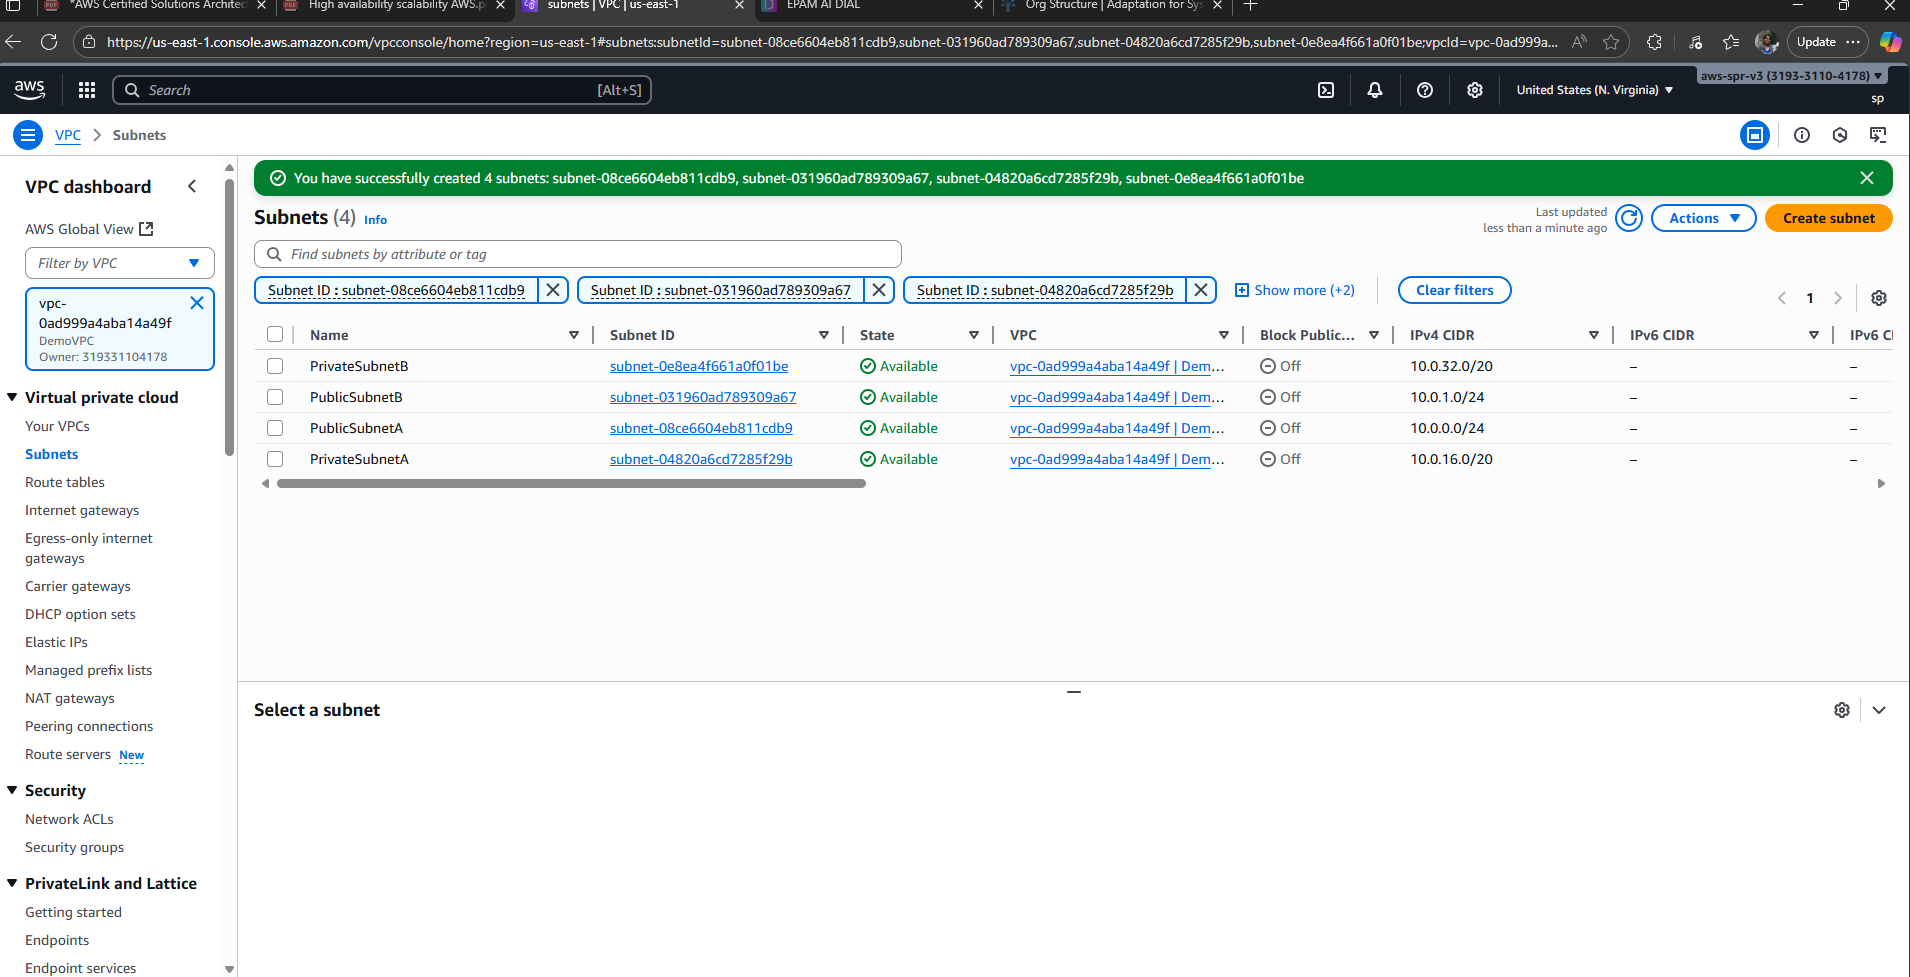 *AWS Certified Solutions Architec
High availability scalability AWS.p
subnets | VPC | us-east-1
EPAM AI DIAL
Org Structure | Adaptation for Sys
https://us-east-1.console.aws.amazon.com/vpcconsole/home?region=us-east-1#subnets:subnetId=subnet-08ce6604eb811cdb9,subnet-031960ad789309a67,subnet-04820a6cd7285f29b,subnet-0e8ea4f661a0f01be;vpcId=vpc-0ad999a...
Update
aws
Search
[Alt+S]
United States (N. Virginia)
aws-spr-v3 (3193-3110-4178)
sp
VPC
Subnets
VPC dashboard
AWS Global View
Filter by VPC
vpc-
0ad999a4aba14a49f
DemoVPC
Owner: 319331104178
Virtual private cloud
Your VPCs
Subnets
Route tables
Internet gateways
Egress-only internet
gateways
Carrier gateways
DHCP option sets
Elastic IPs
Managed prefix lists
NAT gateways
Peering connections
Route servers New
Security
Network ACLs
Security groups
PrivateLink and Lattice
Getting started
Endpoints
Endpoint services
You have successfully created 4 subnets: subnet-08ce6604eb811cdb9, subnet-031960ad789309a67, subnet-04820a6cd7285f29b, subnet-0e8ea4f661a0f01be
Subnets (4) Info
Last updated
less than a minute ago
Actions
Create subnet
Find subnets by attribute or tag
Subnet ID : subnet-08ce6604eb811cdb9
Subnet ID : subnet-031960ad789309a67
Subnet ID : subnet-04820a6cd7285f29b
Show more (+2)
Clear filters
1
Name Subnet ID State VPC Block Public... IPv4 CIDR IPv6 CIDR IPv6 CI
PrivateSubnetB subnet-0e8ea4f661a0f01be Available vpc-0ad999a4aba14a49f | Dem... Off 10.0.32.0/20 – –
PublicSubnetB subnet-031960ad789309a67 Available vpc-0ad999a4aba14a49f | Dem... Off 10.0.1.0/24 – –
PublicSubnetA subnet-08ce6604eb811cdb9 Available vpc-0ad999a4aba14a49f | Dem... Off 10.0.0.0/24 – –
PrivateSubnetA subnet-04820a6cd7285f29b Available vpc-0ad999a4aba14a49f | Dem... Off 10.0.16.0/20 – –
Select a subnet